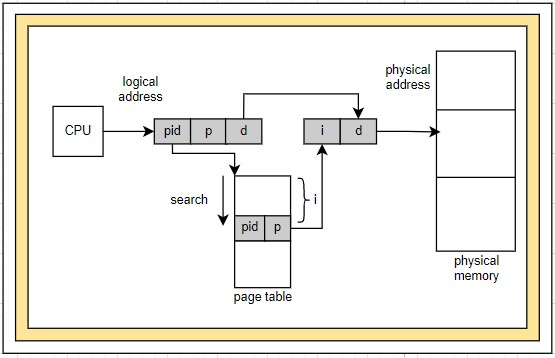 logical
address
physical
address
CPU
pid p d
i d
search
i
pid p
page table
physical
memory